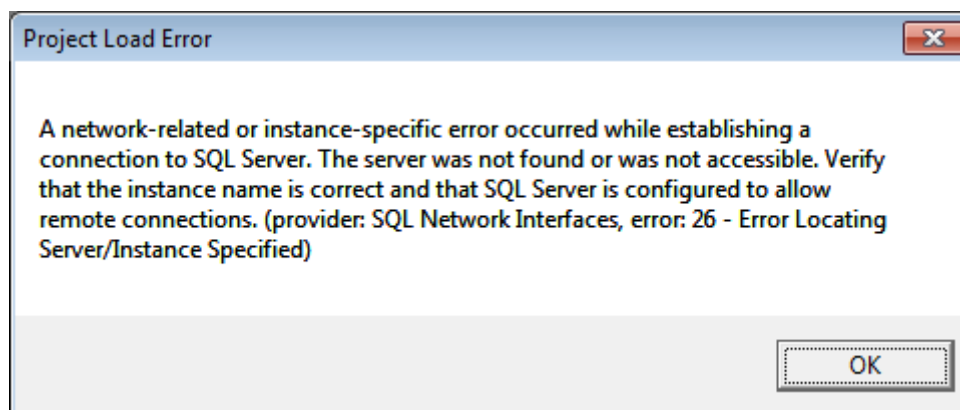 Project Load Error
A network-related or instance-specific error occurred while establishing a
connection to SQL Server. The server was not found or was not accessible. Verify
that the instance name is correct and that SQL Server is configured to allow
remote connections. (provider: SQL Network Interfaces, error: 26 - Error Locating
Server/Instance Specified)
OK